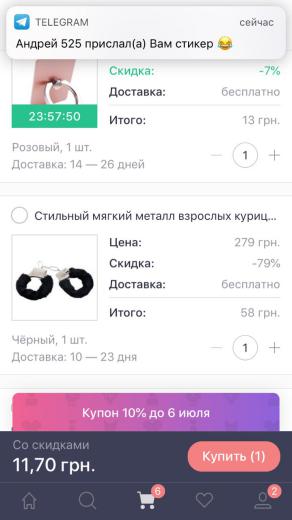 TELEGRAM
сейчас
Андрей 525 прислал(а) Вам стикер 😂
Скидка: -7%
Доставка: бесплатно
23:57:50
Итого: 13 грн.
Розовый, 1 шт.
Доставка: 14 — 26 дней
1
Стильный мягкий металл взрослых куриц...
Цена: 279 грн.
Скидка: -79%
Доставка: бесплатно
Итого: 58 грн.
Чёрный, 1 шт.
Доставка: 10 — 23 дня
1
Купон 10% до 6 июля
Со скидками
11,70 грн.
Купить (1)
6
2